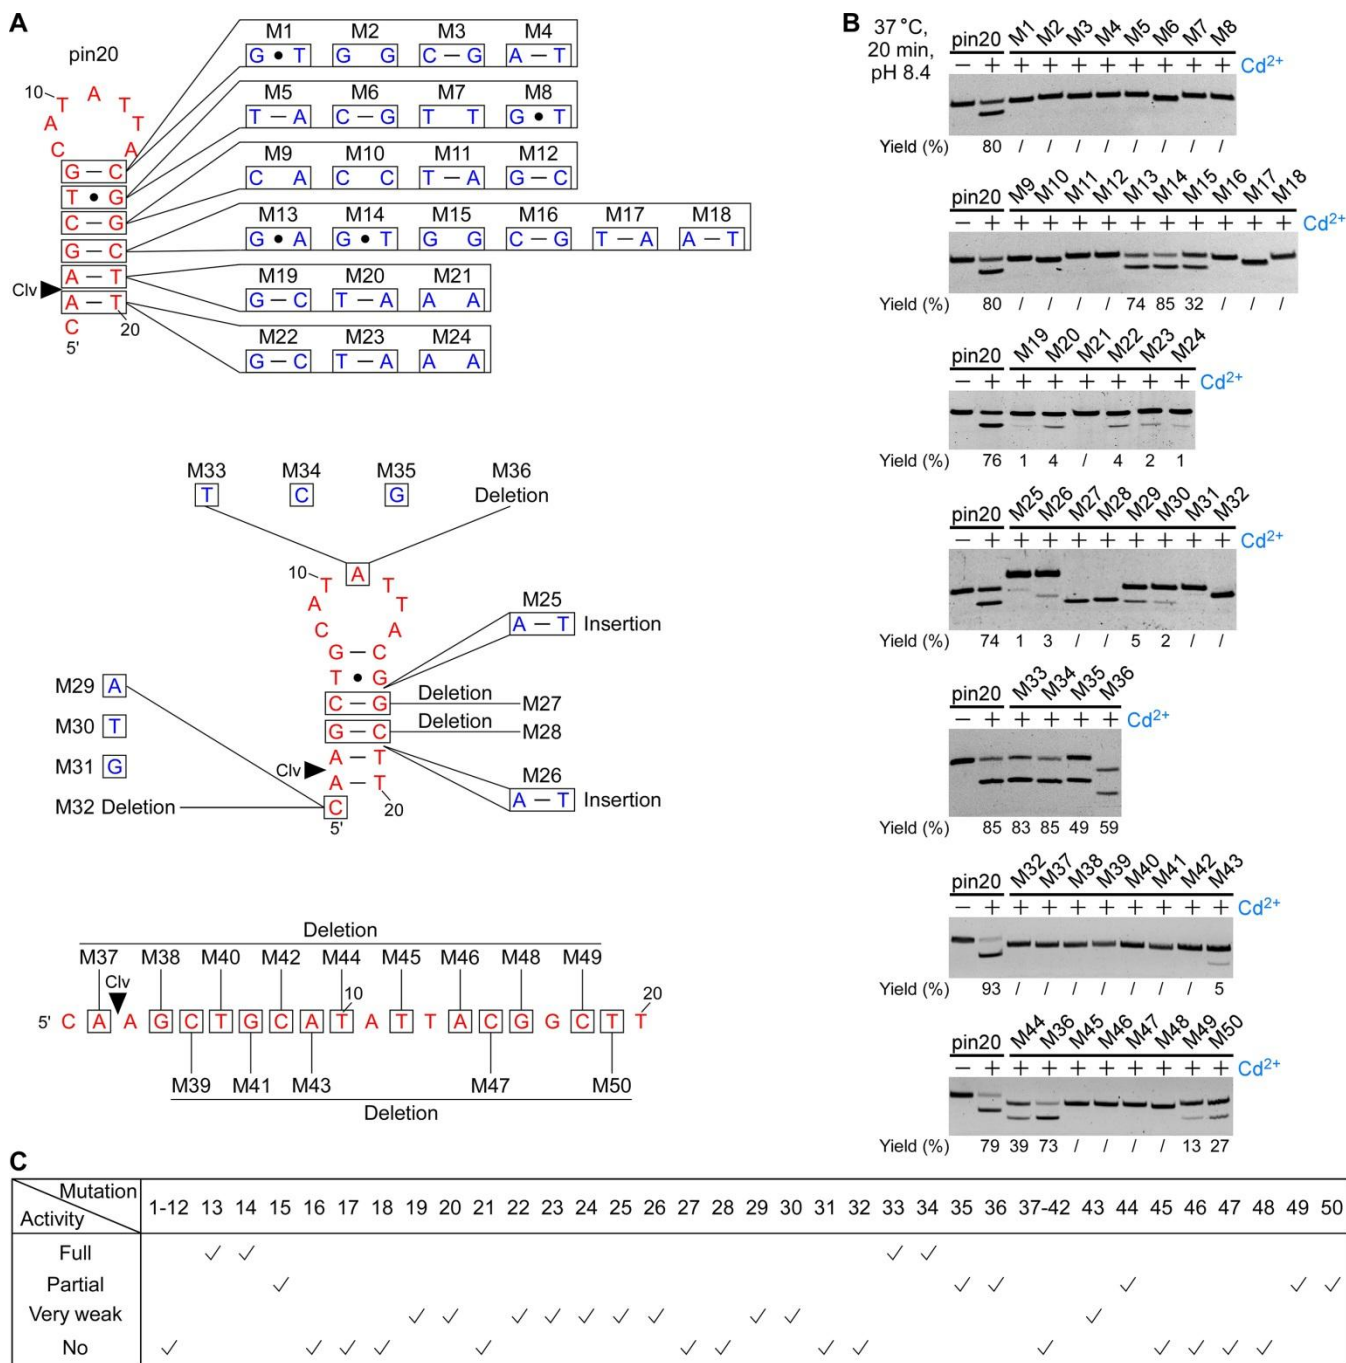 A
pin20
M1 M2 M3 M4
G • T G G C – G A – T
M5 M6 M7 M8
T – A C – G T T G • T
M9 M10 M11 M12
C A C C T – A G – C
M13 M14 M15 M16 M17 M18
G • A G • T G G C – G T – A A – T
M19 M20 M21
G – C T – A A A
M22 M23 M24
G – C T – A A A
10 T A T
A T
C A
G – C
T • G
C – G
G – C
A – T
Clv
A – T
C 20
5'
M33 M34 M35 M36
T C G Deletion
10 T A T
A T
C A
G – C
T • G
C – G
G – C
A – T
Clv
A – T
C 20
5'
M25
A – T Insertion
Deletion M27
Deletion M28
M26
A – T Insertion
M29 A
M30 T
M31 G
M32 Deletion
Deletion
M37 M38 M40 M42 M44 M45 M46 M48 M49
Clv 10 20
5' C A A G C T G C A T A T T A C G G C T T
M39 M41 M43 M47 M50
Deletion
B
37 °C,
20 min,
pH 8.4
pin20 M1 M2 M3 M4 M5 M6 M7 M8
– + + + + + + + + + Cd2+
Yield (%) 80 / / / / / / / /
pin20 M9 M10 M11 M12 M13 M14 M15 M16 M17 M18
– + + + + + + + + + + + Cd2+
Yield (%) 80 / / / / 74 85 32 / / /
pin20 M19 M20 M21 M22 M23 M24
– + + + + + + + Cd2+
Yield (%) 76 1 4 / 4 2 1
pin20 M25 M26 M27 M28 M29 M30 M31 M32
– + + + + + + + + + Cd2+
Yield (%) 74 1 3 / / 5 2 / /
pin20 M33 M34 M35 M36
– + + + + + Cd2+
Yield (%) 85 83 85 49 59
pin20 M32 M37 M38 M39 M40 M41 M42 M43
– + + + + + + + + + Cd2+
Yield (%) 93 / / / / / / / 5
pin20 M44 M36 M45 M46 M47 M48 M49 M50
– + + + + + + + + + Cd2+
Yield (%) 79 39 73 / / / / 13 27
C
Mutation
Activity
1-12 13 14 15 16 17 18 19 20 21 22 23 24 25 26 27 28 29 30 31 32 33 34 35 36 37-42 43 44 45 46 47 48 49 50
Full ✓ ✓ ✓ ✓
Partial ✓ ✓ ✓ ✓ ✓ ✓
Very weak ✓ ✓ ✓ ✓ ✓ ✓ ✓ ✓ ✓ ✓
No ✓ ✓ ✓ ✓ ✓ ✓ ✓ ✓ ✓ ✓ ✓ ✓ ✓ ✓